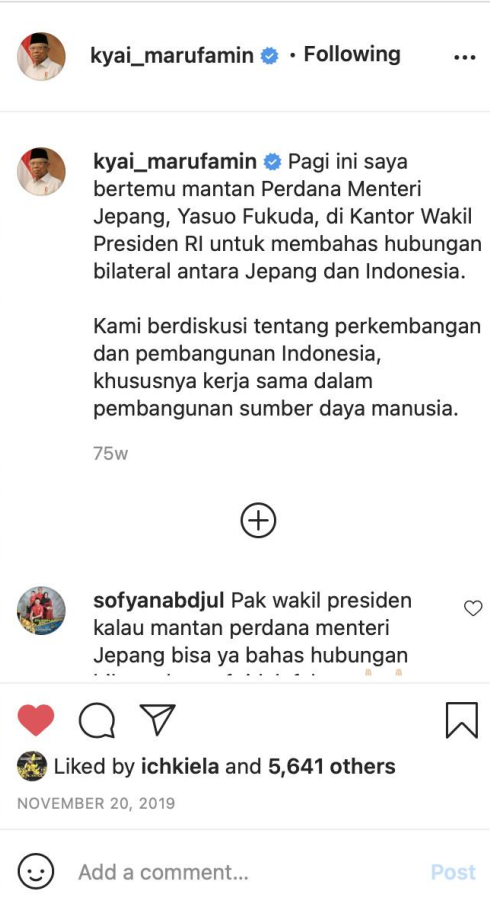 kyai_marufamin • Following
kyai_marufamin Pagi ini saya
bertemu mantan Perdana Menteri
Jepang, Yasuo Fukuda, di Kantor Wakil
Presiden RI untuk membahas hubungan
bilateral antara Jepang dan Indonesia.
Kami berdiskusi tentang perkembangan
dan pembangunan Indonesia,
khususnya kerja sama dalam
pembangunan sumber daya manusia.
75w
sofyanabdjul Pak wakil presiden
kalau mantan perdana menteri
Jepang bisa ya bahas hubungan
Liked by ichkiela and 5,641 others
NOVEMBER 20, 2019
Add a comment... Post